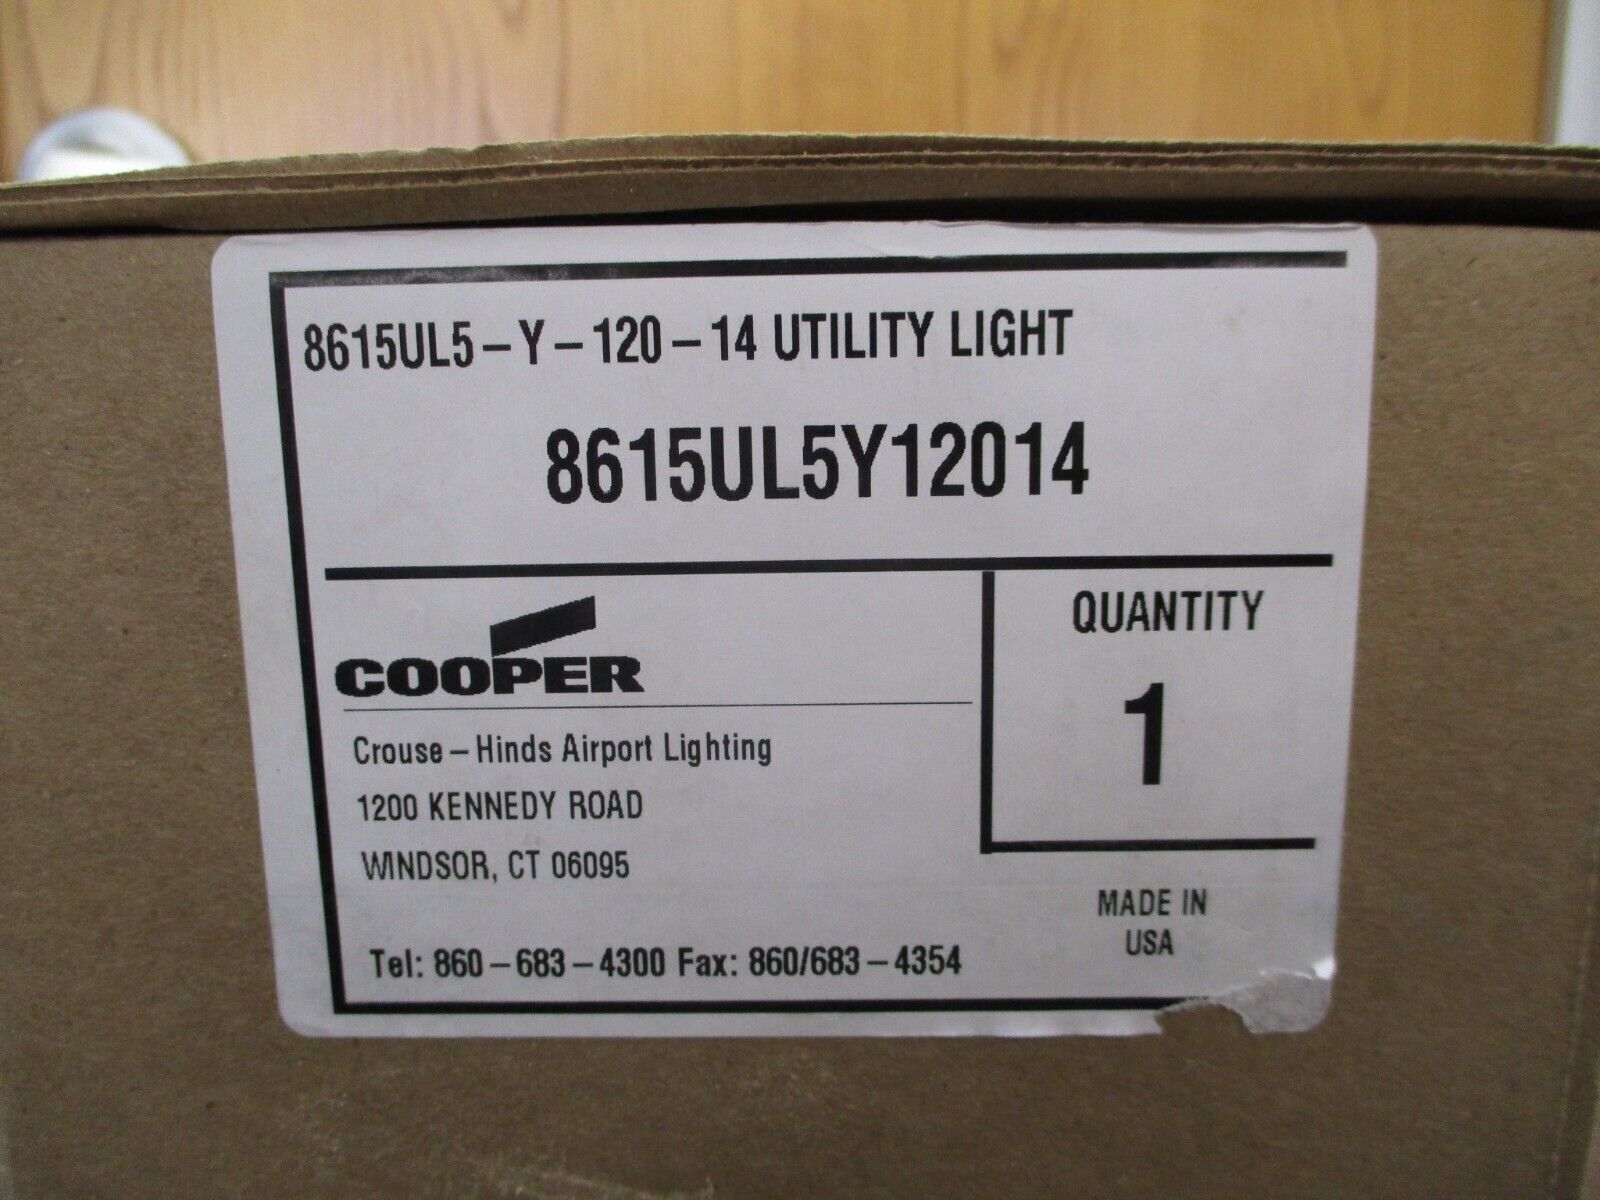 8615UL5-Y-120-14 UTILITY LIGHT
8615UL5Y12014
COOPER
Crouse-Hinds Airport Lighting
1200 KENNEDY ROAD
WINDSOR, CT 06095
Tel: 860-683-4300 Fax: 860/683-4354
QUANTITY
1
MADE IN
USA